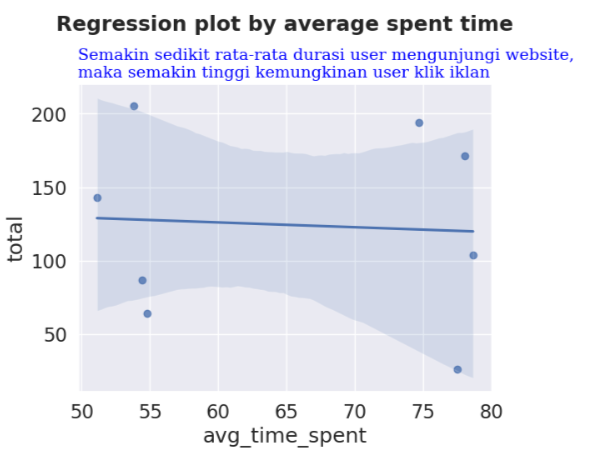 Regression plot by average spent time
Semakin sedikit rata-rata durasi user mengunjungi website,
maka semakin tinggi kemungkinan user klik iklan
200
150
100
50
total
50 55 60 65 70 75 80
avg_time_spent